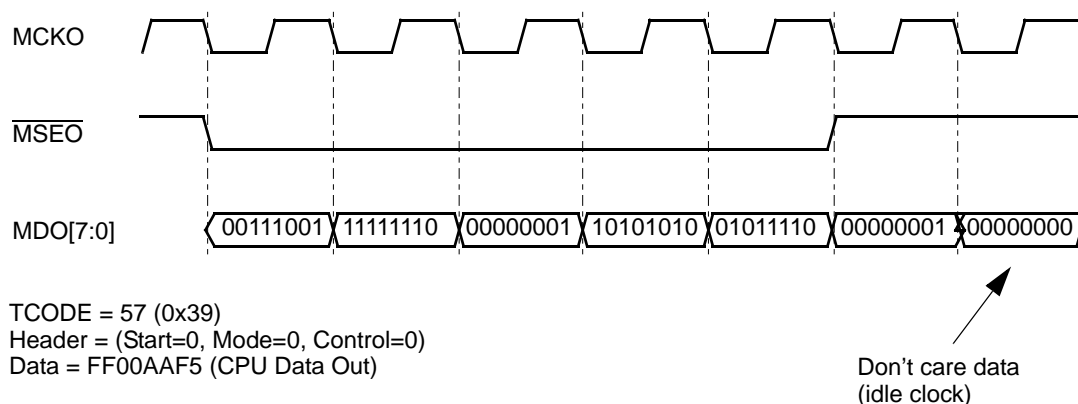 MCKO
MSEO
MDO[7:0]
00111001 11111110 00000001 10101010 01011110 00000001 00000000
TCODE = 57 (0x39)
Header = (Start=0, Mode=0, Control=0)
Data = FF00AAF5 (CPU Data Out)
Don't care data
(idle clock)